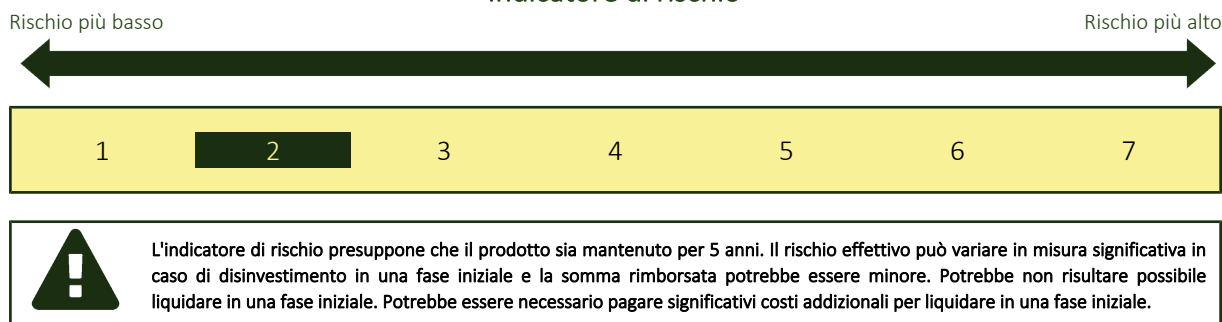 Indicatore di rischio
Rischio più basso
Rischio più alto
1 2 3 4 5 6 7
L'indicatore di rischio presuppone che il prodotto sia mantenuto per 5 anni. Il rischio effettivo può variare in misura significativa in
caso di disinvestimento in una fase iniziale e la somma rimborsata potrebbe essere minore. Potrebbe non risultare possibile
liquidare in una fase iniziale. Potrebbe essere necessario pagare significativi costi addizionali per liquidare in una fase iniziale.